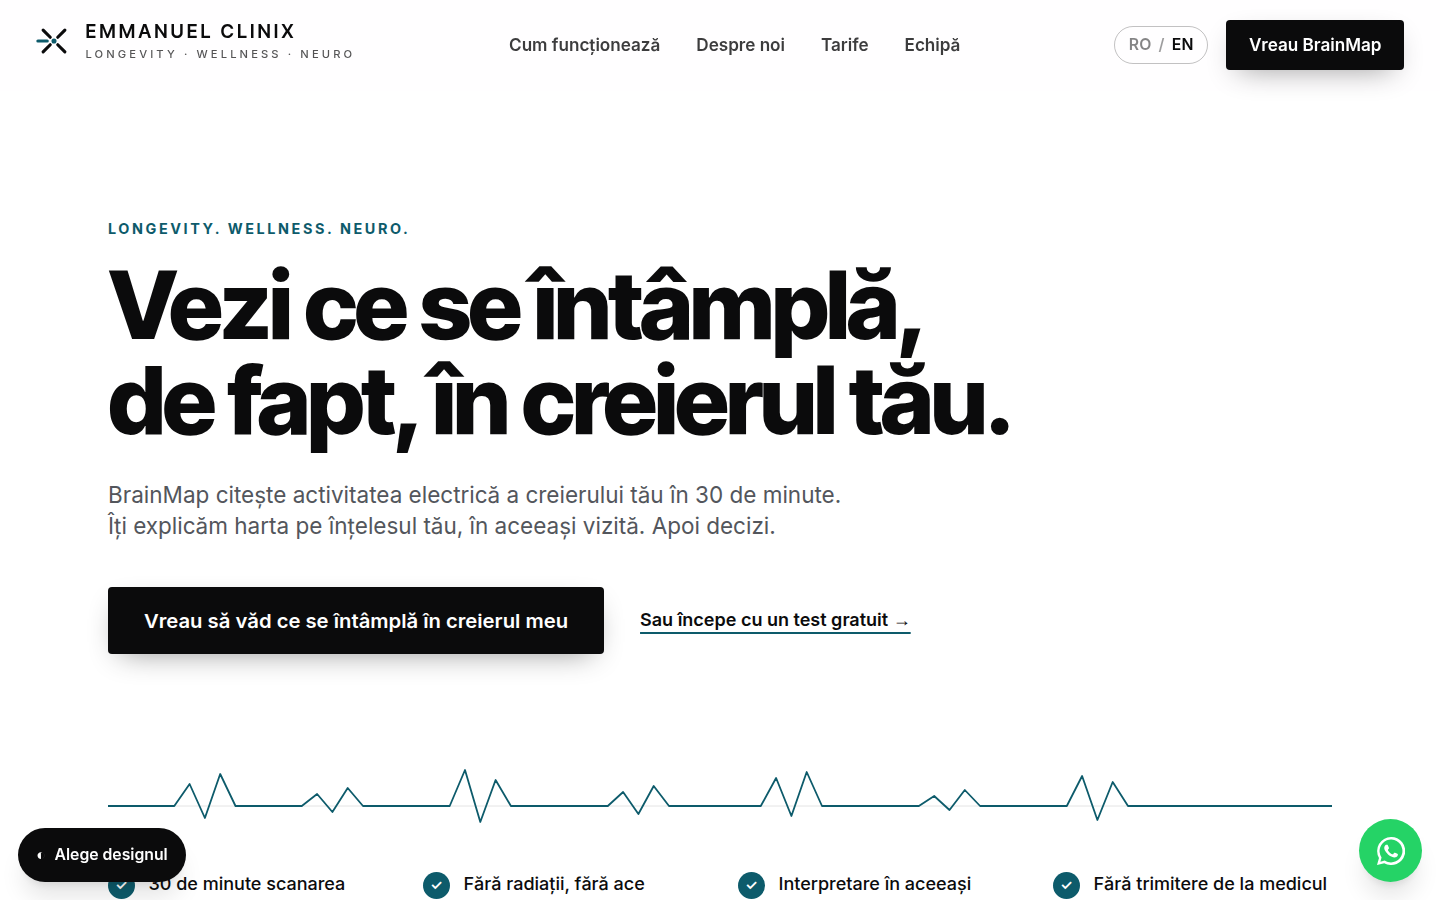 EMMANUEL CLINIX
LONGEVITY · WELLNESS · NEURO
Cum funcționează
Despre noi
Tarife
Echipă
RO / EN
Vreau BrainMap
LONGEVITY. WELLNESS. NEURO.
Vezi ce se întâmplă,
de fapt, în creierul tău.
BrainMap citește activitatea electrică a creierului tău în 30 de minute.
Îți explicăm harta pe înțelesul tău, în aceeași vizită. Apoi decizi.
Vreau să văd ce se întâmplă în creierul meu
Sau începe cu un test gratuit →
Alege designul
30 de minute scanarea
Fără radiații, fără ace
Interpretare în aceeași
Fără trimitere de la medicul